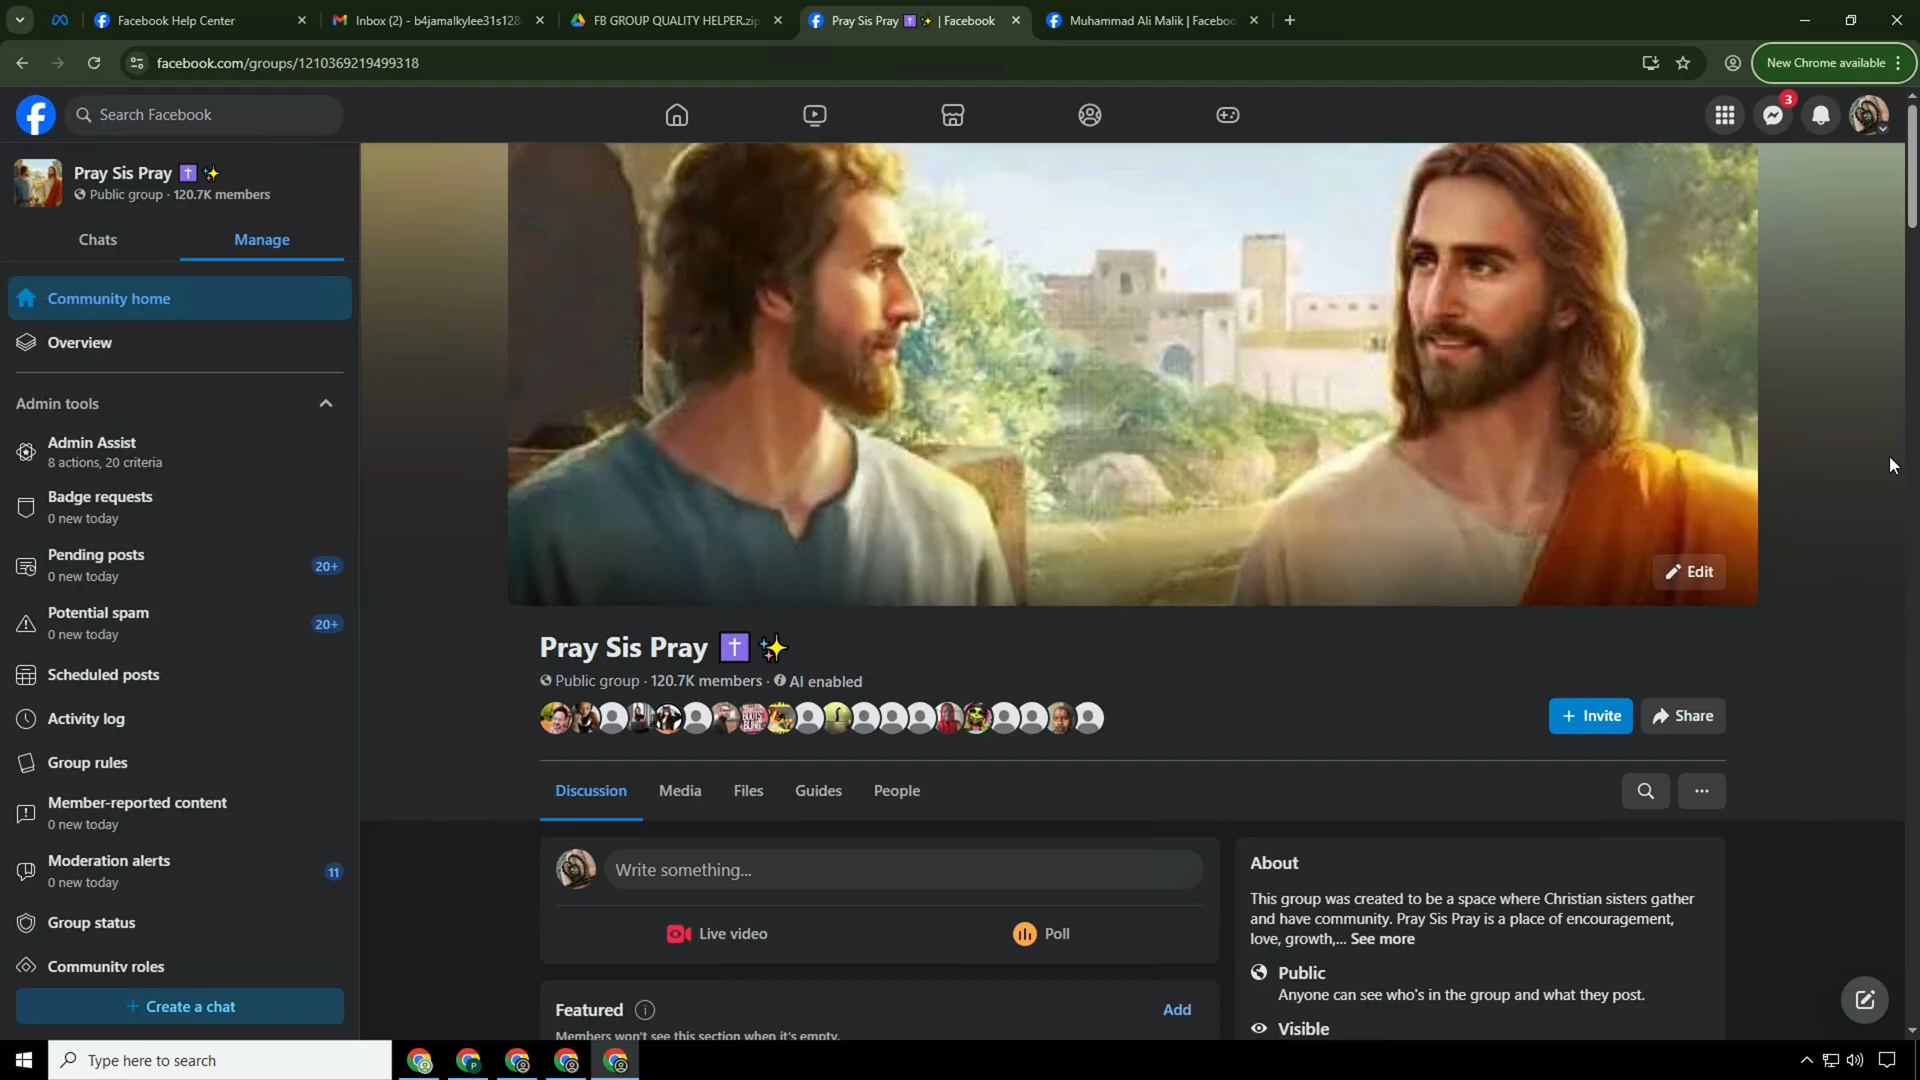 Facebook Help Center
Inbox (2) - b4jamalkylee31s128
FB GROUP QUALITY HELPER.zip
Pray Sis Pray ✝️✨ | Facebook
Muhammad Ali Malik | Faceboo
facebook.com/groups/1210369219499318
New Chrome available
Search Facebook
3
Pray Sis Pray ✝️✨
Public group · 120.7K members
Chats
Manage
Community home
Overview
Admin tools
Admin Assist
8 actions, 20 criteria
Badge requests
0 new today
Pending posts
0 new today
20+
Potential spam
0 new today
20+
Scheduled posts
Activity log
Group rules
Member-reported content
0 new today
Moderation alerts
0 new today
11
Group status
Community roles
+ Create a chat
Edit
Pray Sis Pray ✝️✨
Public group · 120.7K members · AI enabled
BOOTS
BLING
+ Invite
Share
Discussion
Media
Files
Guides
People
Write something...
Live video
Poll
Featured
Add
Members won't see this section when it's empty.
About
This group was created to be a space where Christian sisters gather
and have community. Pray Sis Pray is a place of encouragement,
love, growth,... See more
Public
Anyone can see who's in the group and what they post.
Visible
Type here to search
P